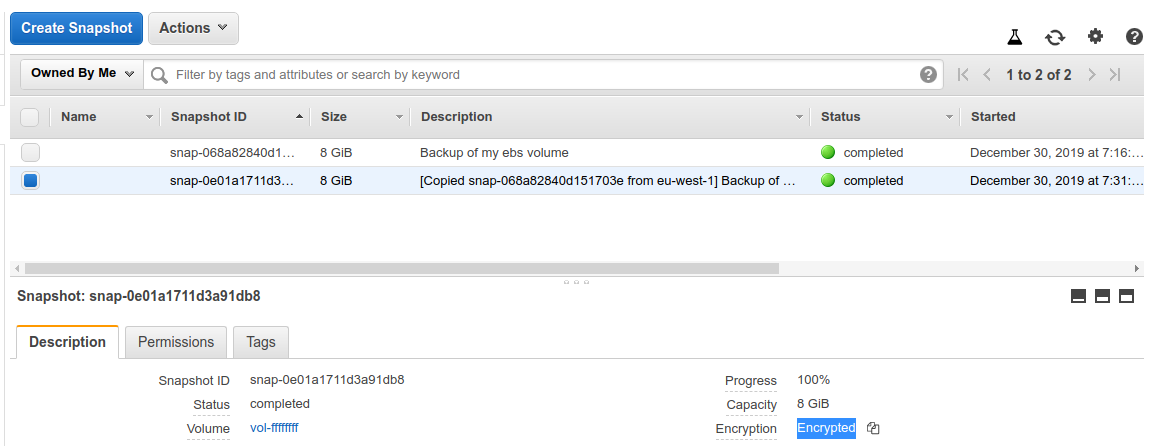 Create Snapshot Actions
Owned By Me Filter by tags and attributes or search by keyword 1 to 2 of 2
Name Snapshot ID Size Description Status Started
snap-068a82840d1... 8 GiB Backup of my ebs volume completed December 30, 2019 at 7:16:...
snap-0e01a1711d3... 8 GiB [Copied snap-068a82840d151703e from eu-west-1] Backup of ... completed December 30, 2019 at 7:31:...
Snapshot: snap-0e01a1711d3a91db8
Description Permissions Tags
Snapshot ID snap-0e01a1711d3a91db8 Progress 100%
Status completed Capacity 8 GiB
Volume vol-ffffffff Encryption Encrypted